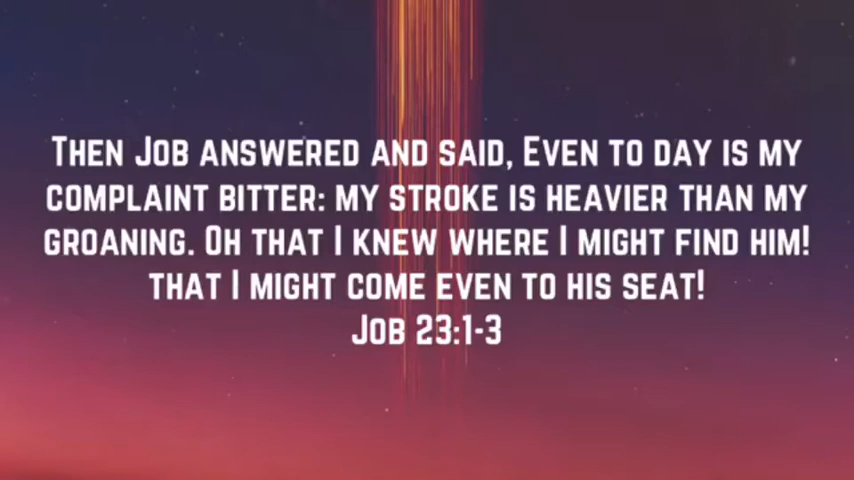 Then Job answered and said, Even to day is my
complaint bitter: my stroke is heavier than my
groaning. Oh that I knew where I might find him!
that I might come even to his seat!
Job 23:1-3